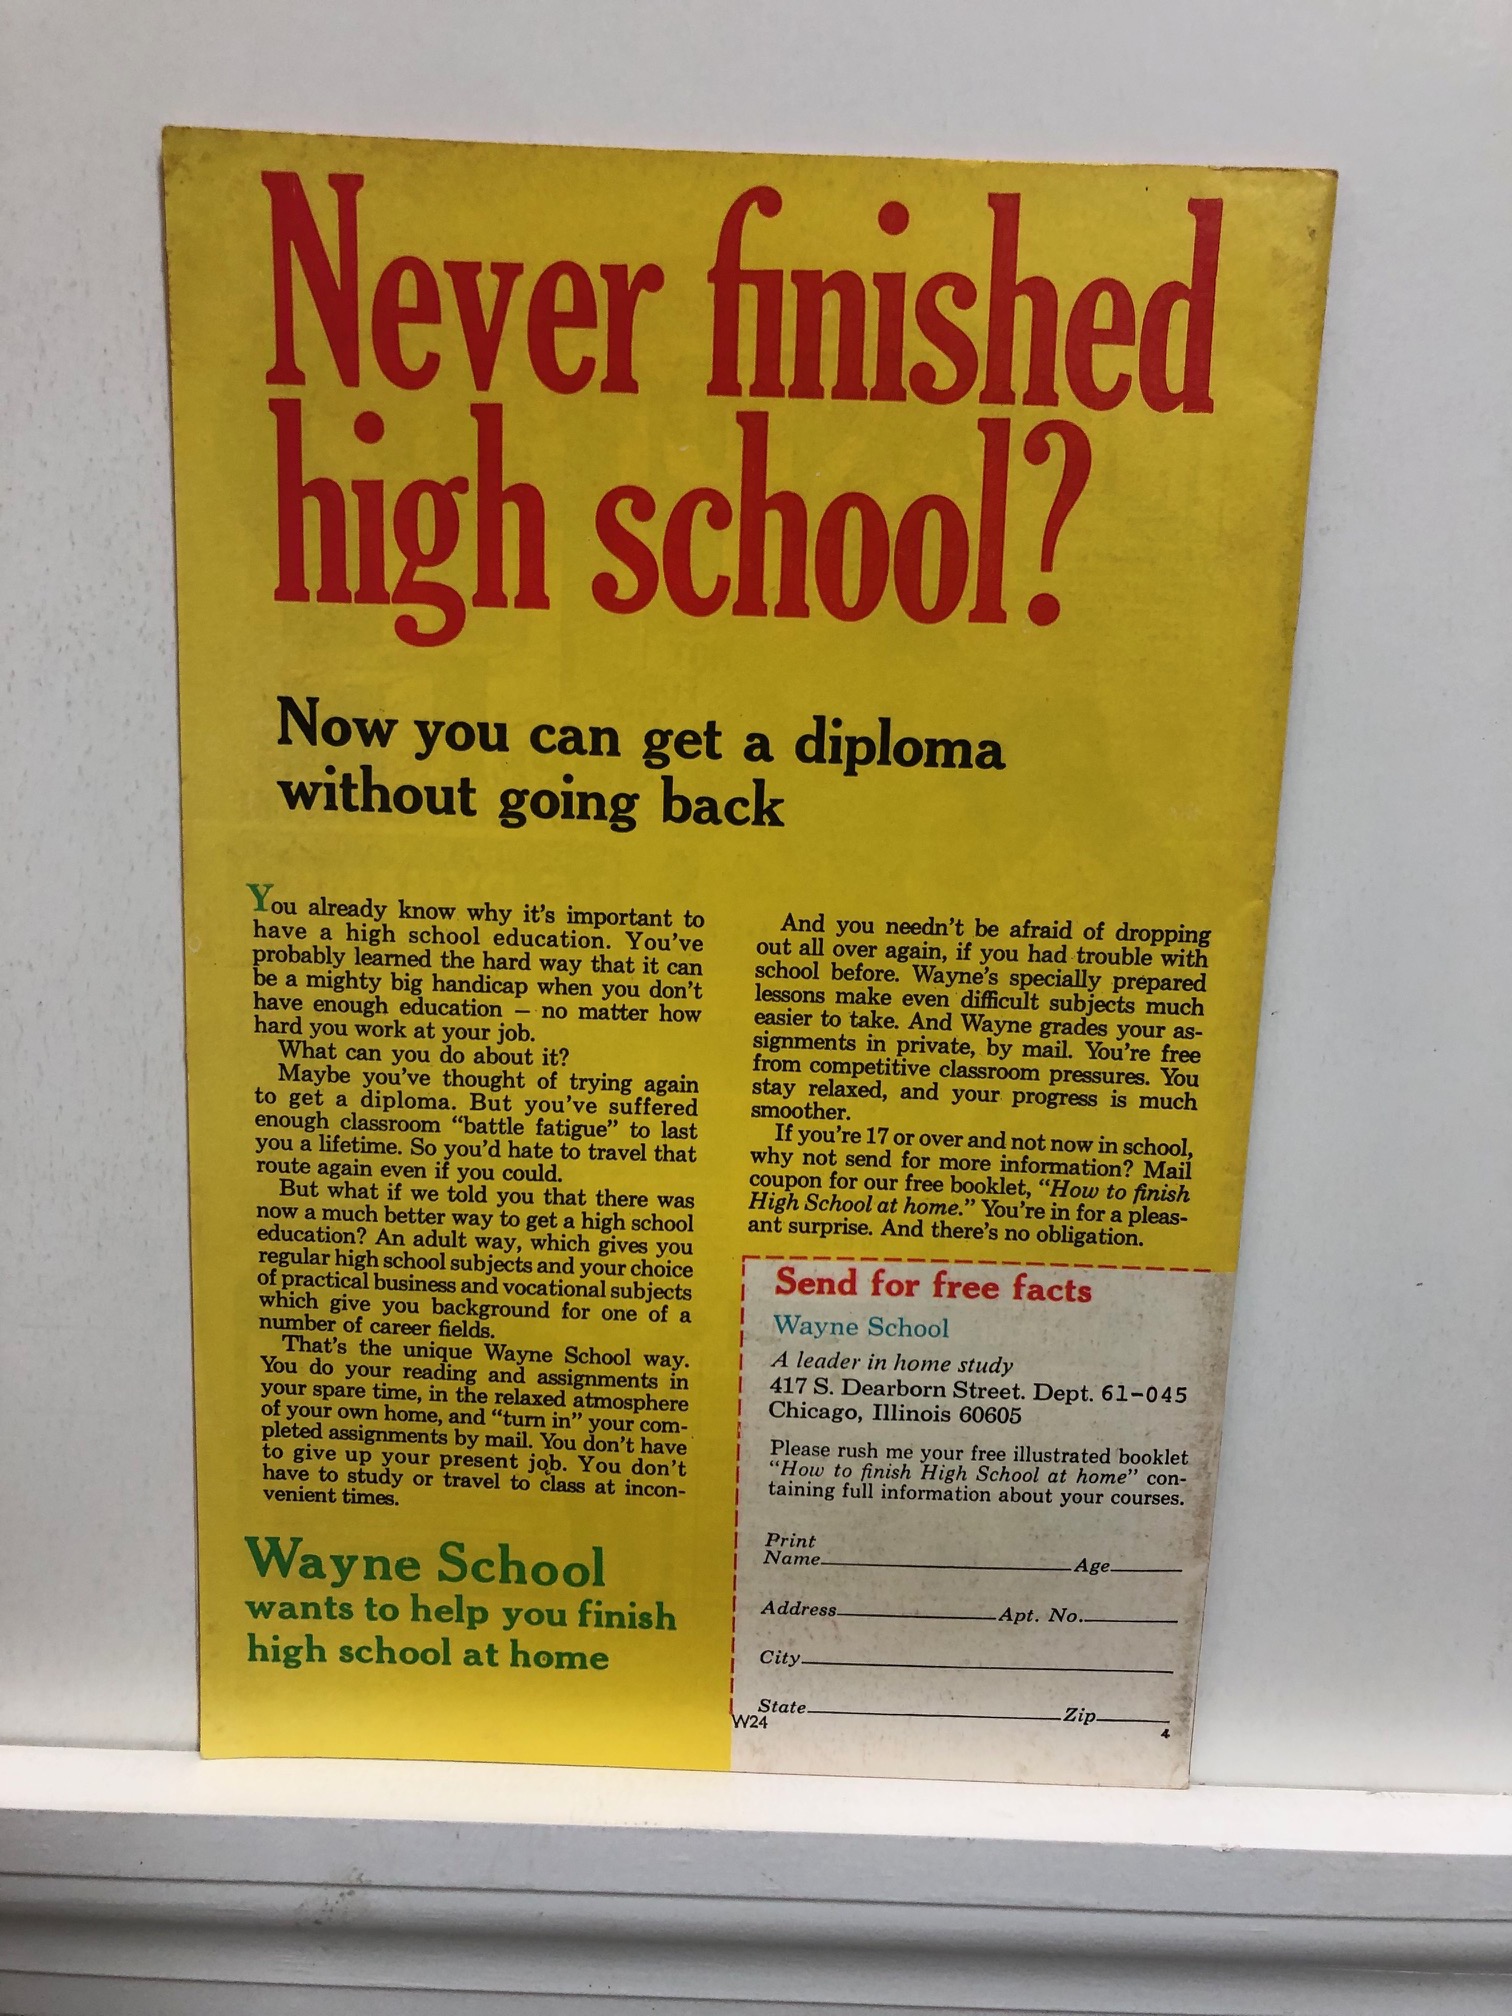 Never finished
high school?
Now you can get a diploma
without going back
You already know why it's important to
have a high school education. You've
probably learned the hard way that it can
be a mighty big handicap when you don't
have enough education – no matter how
hard you work at your job.
What can you do about it?
Maybe you've thought of trying again
to get a diploma. But you've suffered
enough classroom “battle fatigue” to last
you a lifetime. So you'd hate to travel that
route again even if you could.
But what if we told you that there was
now a much better way to get a high school
education? An adult way, which gives you
regular high school subjects and your choice
of practical business and vocational subjects
which give you background for one of a
number of career fields.
That's the unique Wayne School way.
You do your reading and assignments in
your spare time, in the relaxed atmosphere
of your own home, and “turn in” your com-
pleted assignments by mail. You don't have
to give up your present job. You don't
have to study or travel to class at incon-
venient times.
Wayne School
wants to help you finish
high school at home
And you needn't be afraid of dropping
out all over again, if you had trouble with
school before. Wayne's specially prepared
lessons make even difficult subjects much
easier to take. And Wayne grades your as-
signments in private, by mail. You're free
from competitive classroom pressures. You
stay relaxed, and your progress is much
smoother.
If you're 17 or over and not now in school,
why not send for more information? Mail
coupon for our free booklet, “How to finish
High School at home.” You're in for a pleas-
ant surprise. And there's no obligation.
Send for free facts
Wayne School
A leader in home study
417 S. Dearborn Street. Dept. 61-045
Chicago, Illinois 60605
Please rush me your free illustrated booklet
“How to finish High School at home” con-
taining full information about your courses.
Print
Name Age
Address Apt. No.
City
State Zip
W24 4